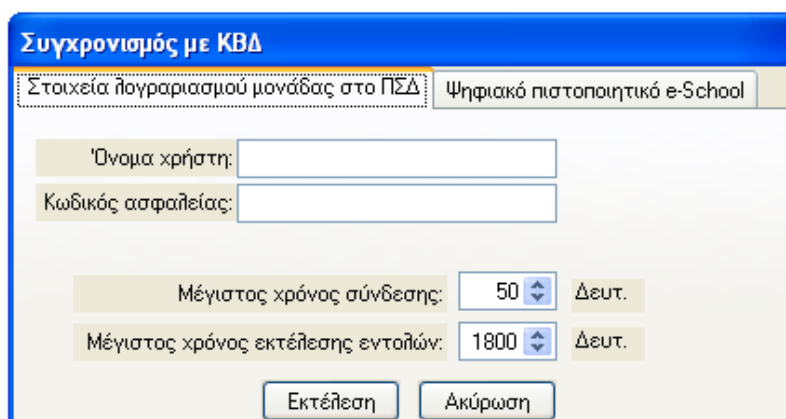 Συγχρονισμός με ΚΒΔ
Στοιχεία λογραριασμού μονάδας στο ΠΣΔ Ψηφιακό πιστοποιητικό e-School
Όνομα χρήστη:
Κωδικός ασφαλείας:
Μέγιστος χρόνος σύνδεσης: 50 Δευτ.
Μέγιστος χρόνος εκτέλεσης εντολών: 1800 Δευτ.
Εκτέλεση Ακύρωση